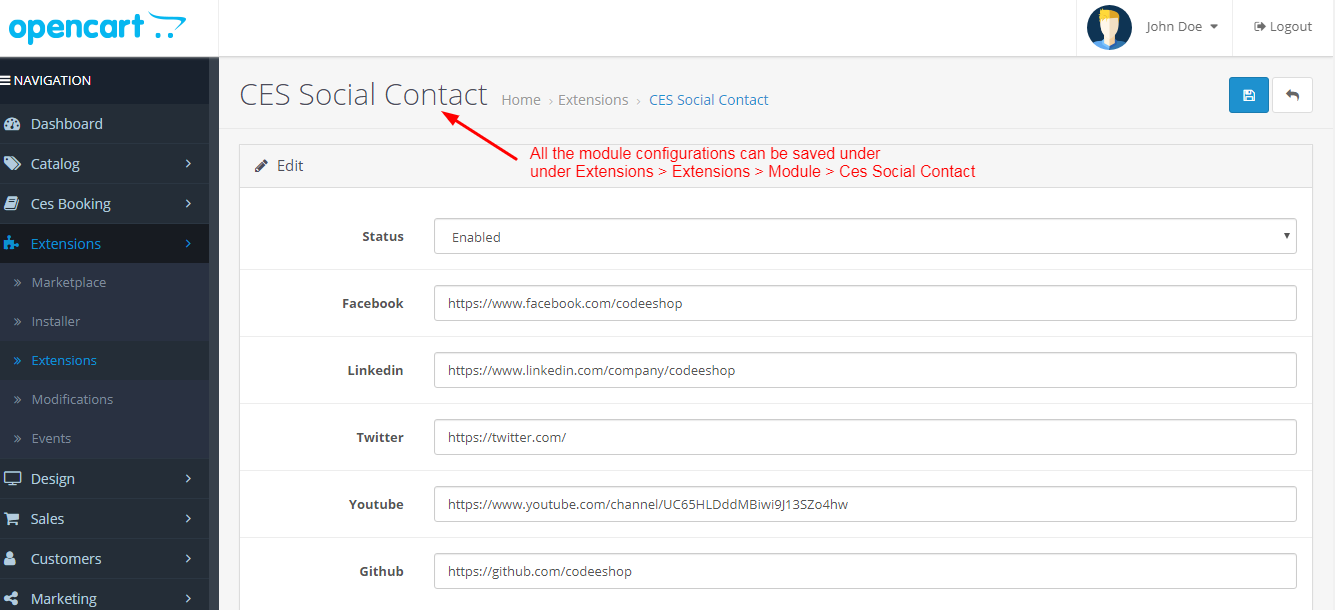 opencart
John Doe
Logout
NAVIGATION
Dashboard
Catalog
Ces Booking
Extensions
Marketplace
Installer
Extensions
Modifications
Events
Design
Sales
Customers
Marketing
CES Social Contact
Home › Extensions › CES Social Contact
All the module configurations can be saved under
under Extensions > Extensions > Module > Ces Social Contact
Edit
Status
Enabled
Facebook
https://www.facebook.com/codeeshop
Linkedin
https://www.linkedin.com/company/codeeshop
Twitter
https://twitter.com/
Youtube
https://www.youtube.com/channel/UC65HLDddMBiwi9J13SZo4hw
Github
https://github.com/codeeshop